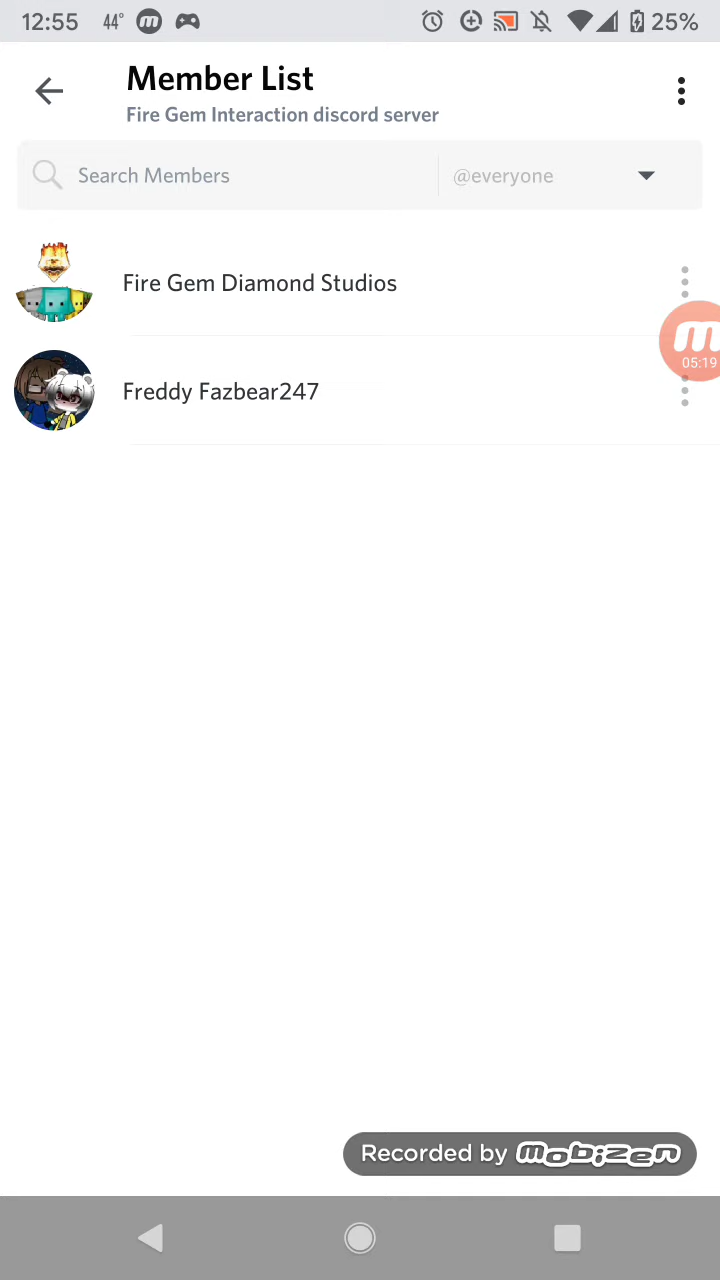 12:55 44° m 25%
Member List
Fire Gem Interaction discord server
Search Members @everyone
Fire Gem Diamond Studios
m
05:19
Freddy Fazbear247
Recorded by mobizen